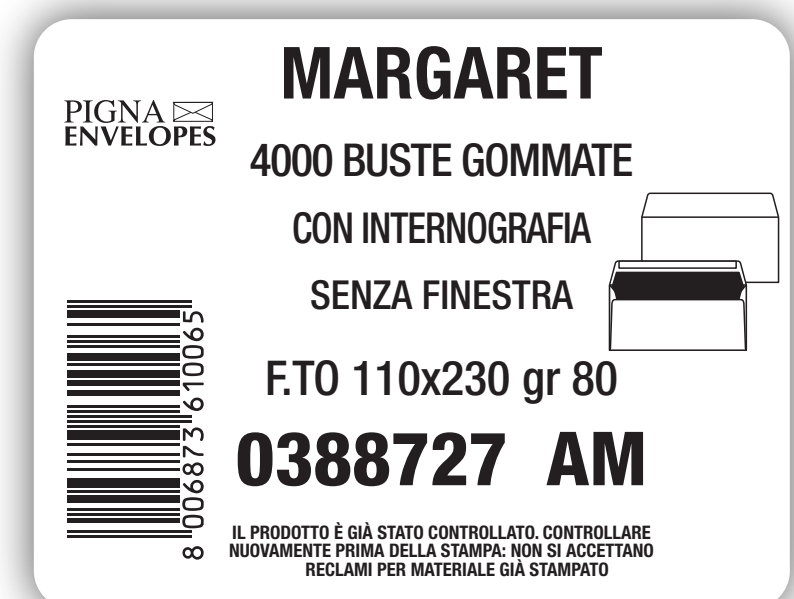 MARGARET
PIGNA
ENVELOPES
4000 BUSTE GOMMATE
CON INTERNOGRAFIA
SENZA FINESTRA
F.TO 110x230 gr 80
0388727 AM
8 006873 610065
IL PRODOTTO È GIÀ STATO CONTROLLATO. CONTROLLARE
NUOVAMENTE PRIMA DELLA STAMPA: NON SI ACCETTANO
RECLAMI PER MATERIALE GIÀ STAMPATO